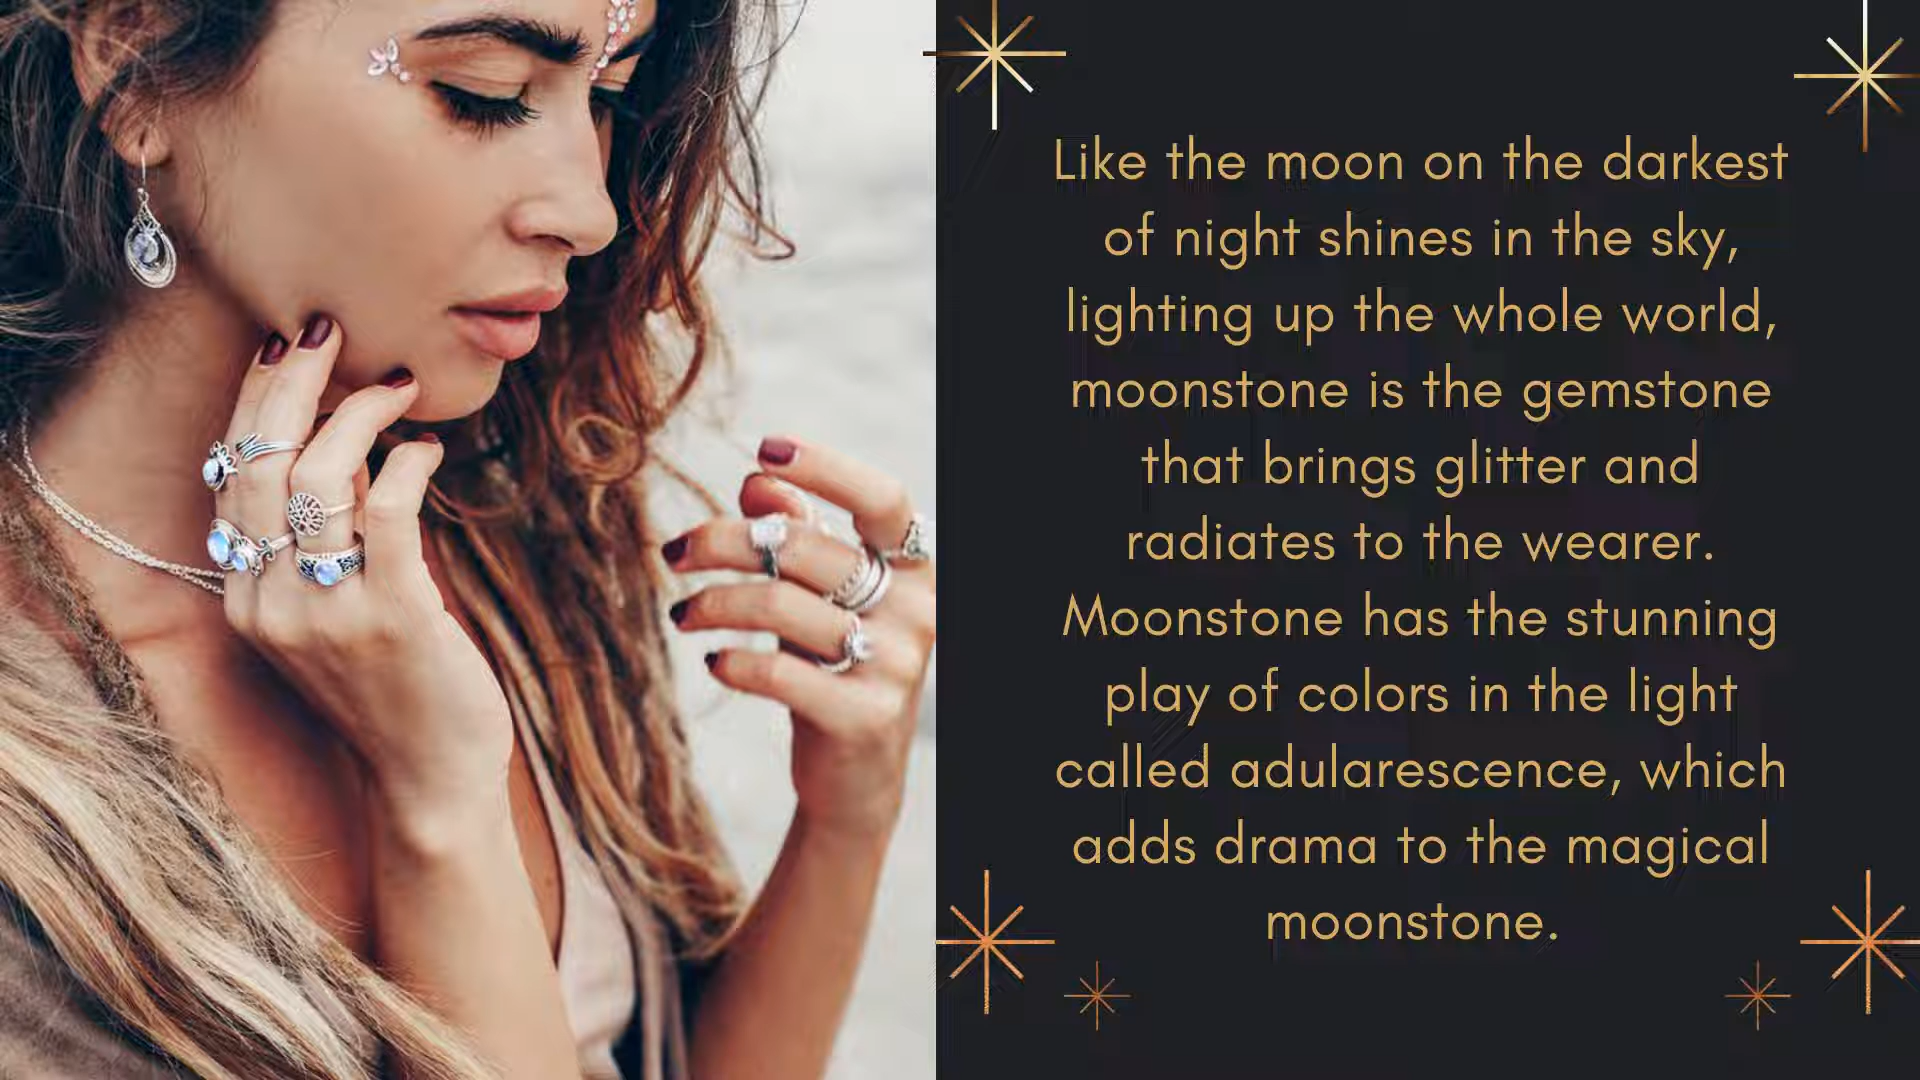 Like the moon on the darkest
of night shines in the sky,
lighting up the whole world,
moonstone is the gemstone
that brings glitter and
radiates to the wearer.
Moonstone has the stunning
play of colors in the light
called adularescence, which
adds drama to the magical
moonstone.